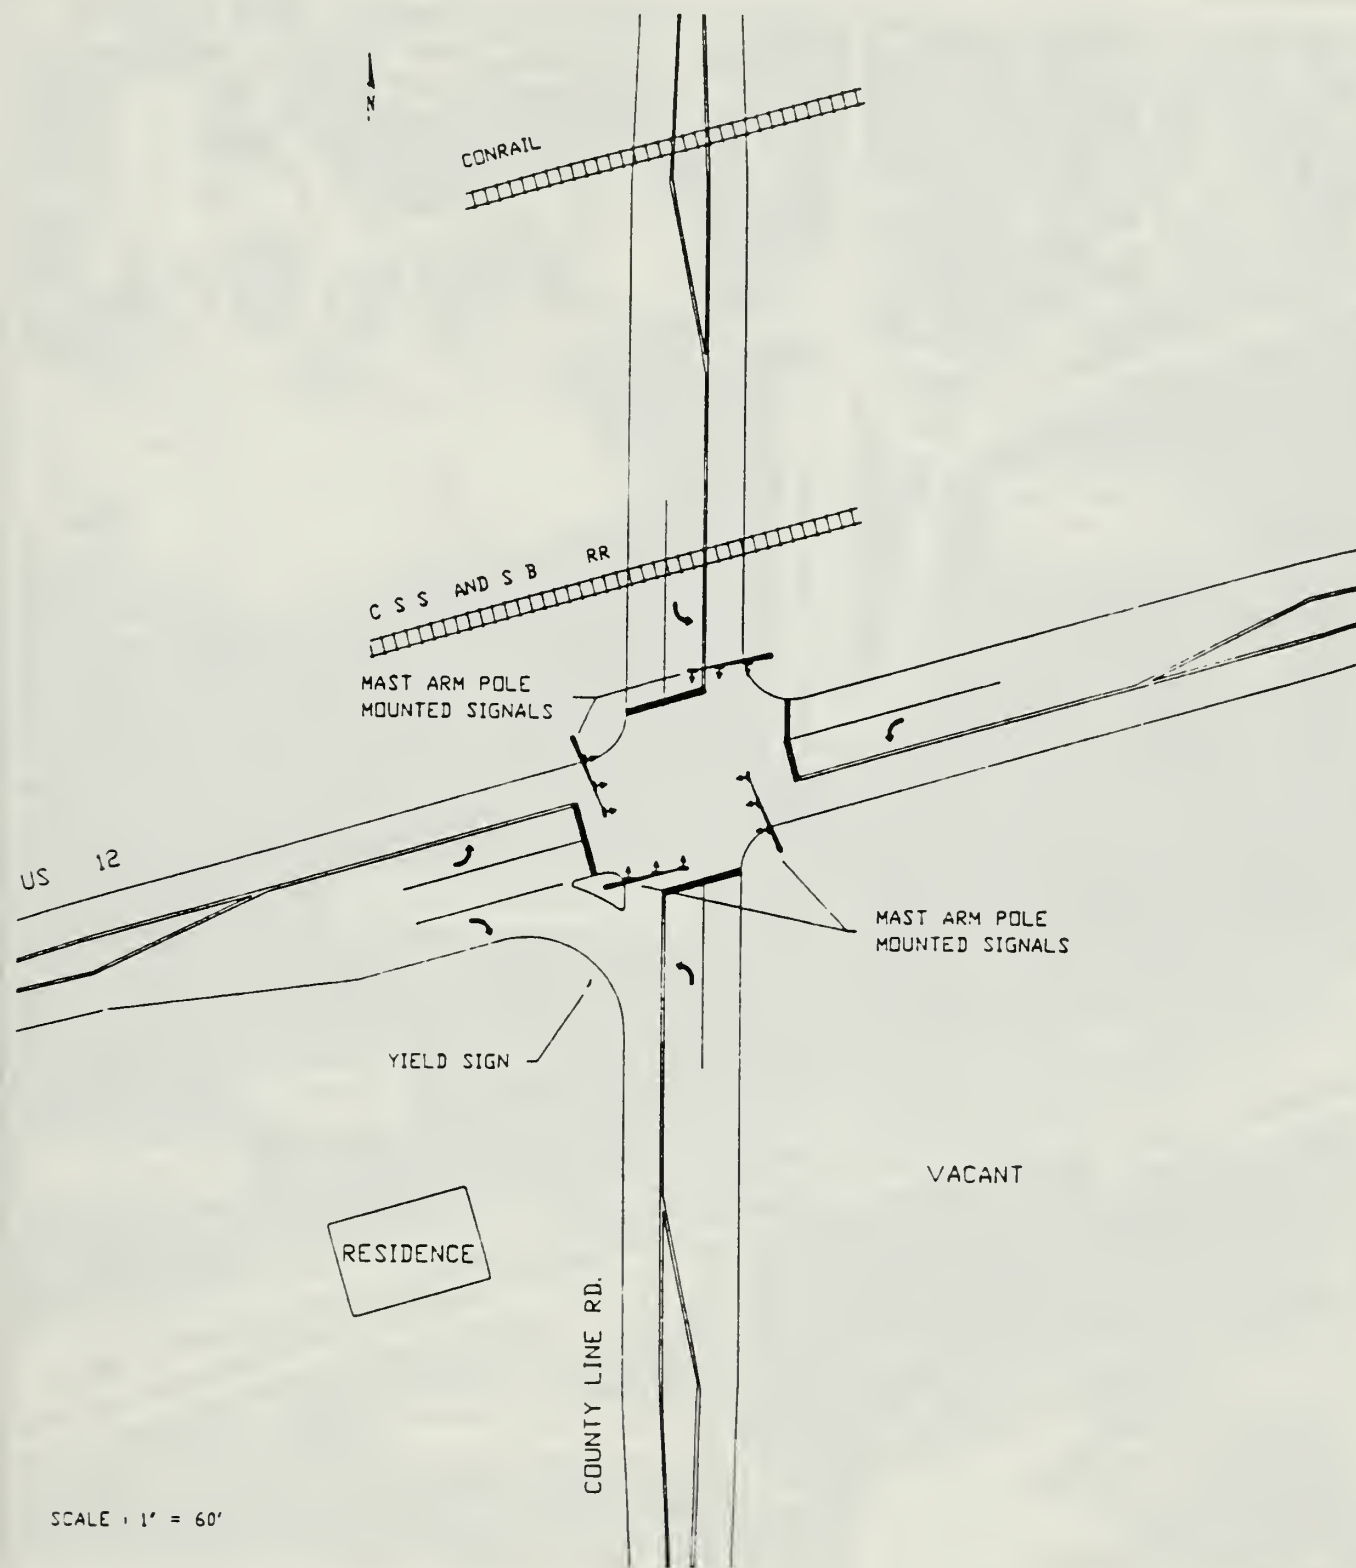 N
CONRAIL
C S S AND S B RR
MAST ARM POLE
MOUNTED SIGNALS
US 12
MAST ARM POLE
MOUNTED SIGNALS
YIELD SIGN
VACANT
RESIDENCE
COUNTY LINE RD.
SCALE : 1" = 60'